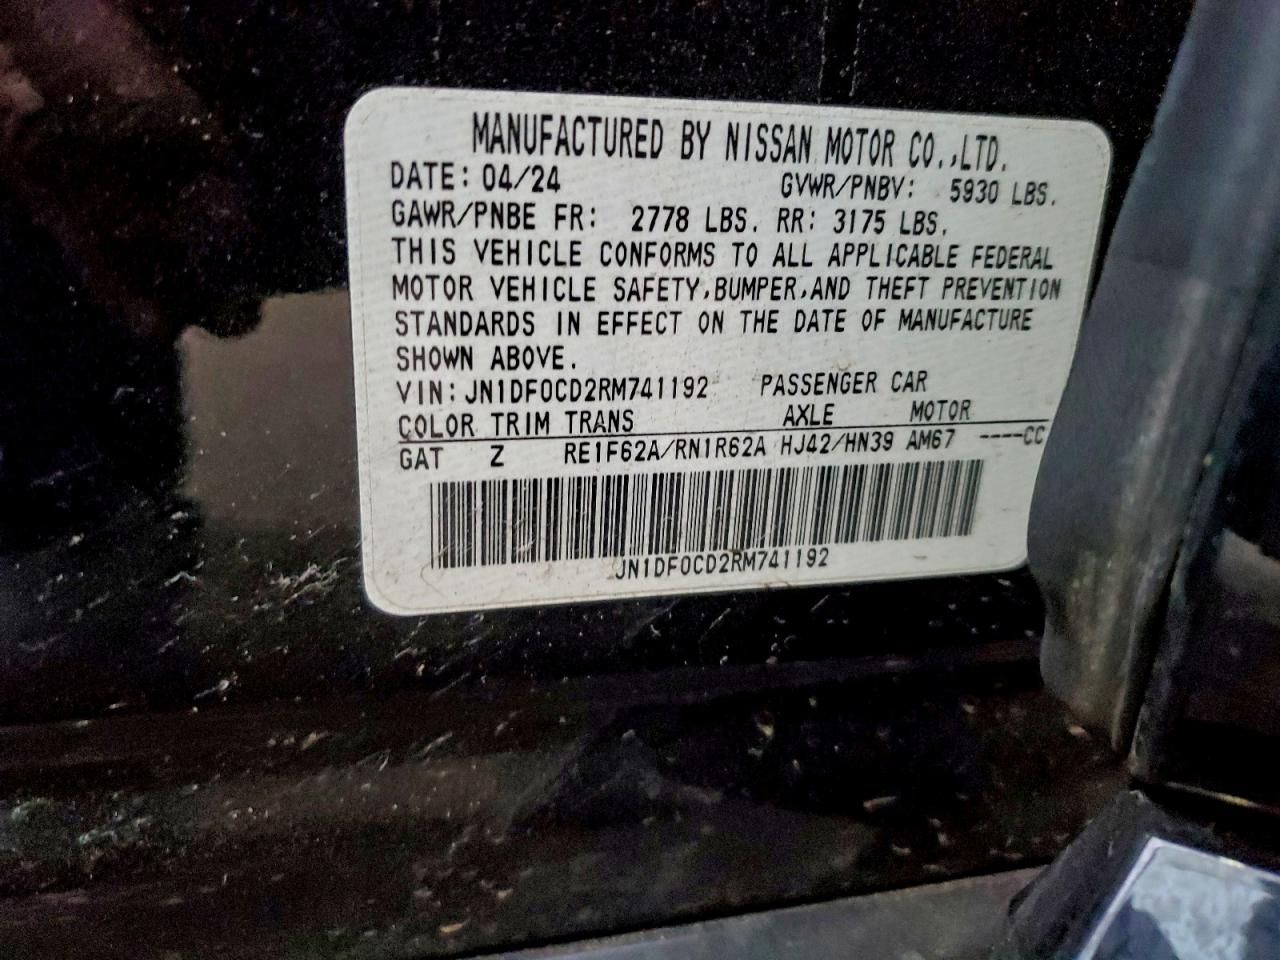 MANUFACTURED BY NISSAN MOTOR CO.,LTD.
DATE: 04/24 GVWR/PNBV: 5930 LBS.
GAWR/PNBE FR: 2778 LBS. RR: 3175 LBS.
THIS VEHICLE CONFORMS TO ALL APPLICABLE FEDERAL
MOTOR VEHICLE SAFETY,BUMPER,AND THEFT PREVENTION
STANDARDS IN EFFECT ON THE DATE OF MANUFACTURE
SHOWN ABOVE.
VIN:JN1DF0CD2RM741192 PASSENGER CAR
COLOR TRIM TRANS AXLE MOTOR
GAT Z RE1F62A/RN1R62A HJ42/HN39 AM67 ----CC
JN1DF0CD2RM741192